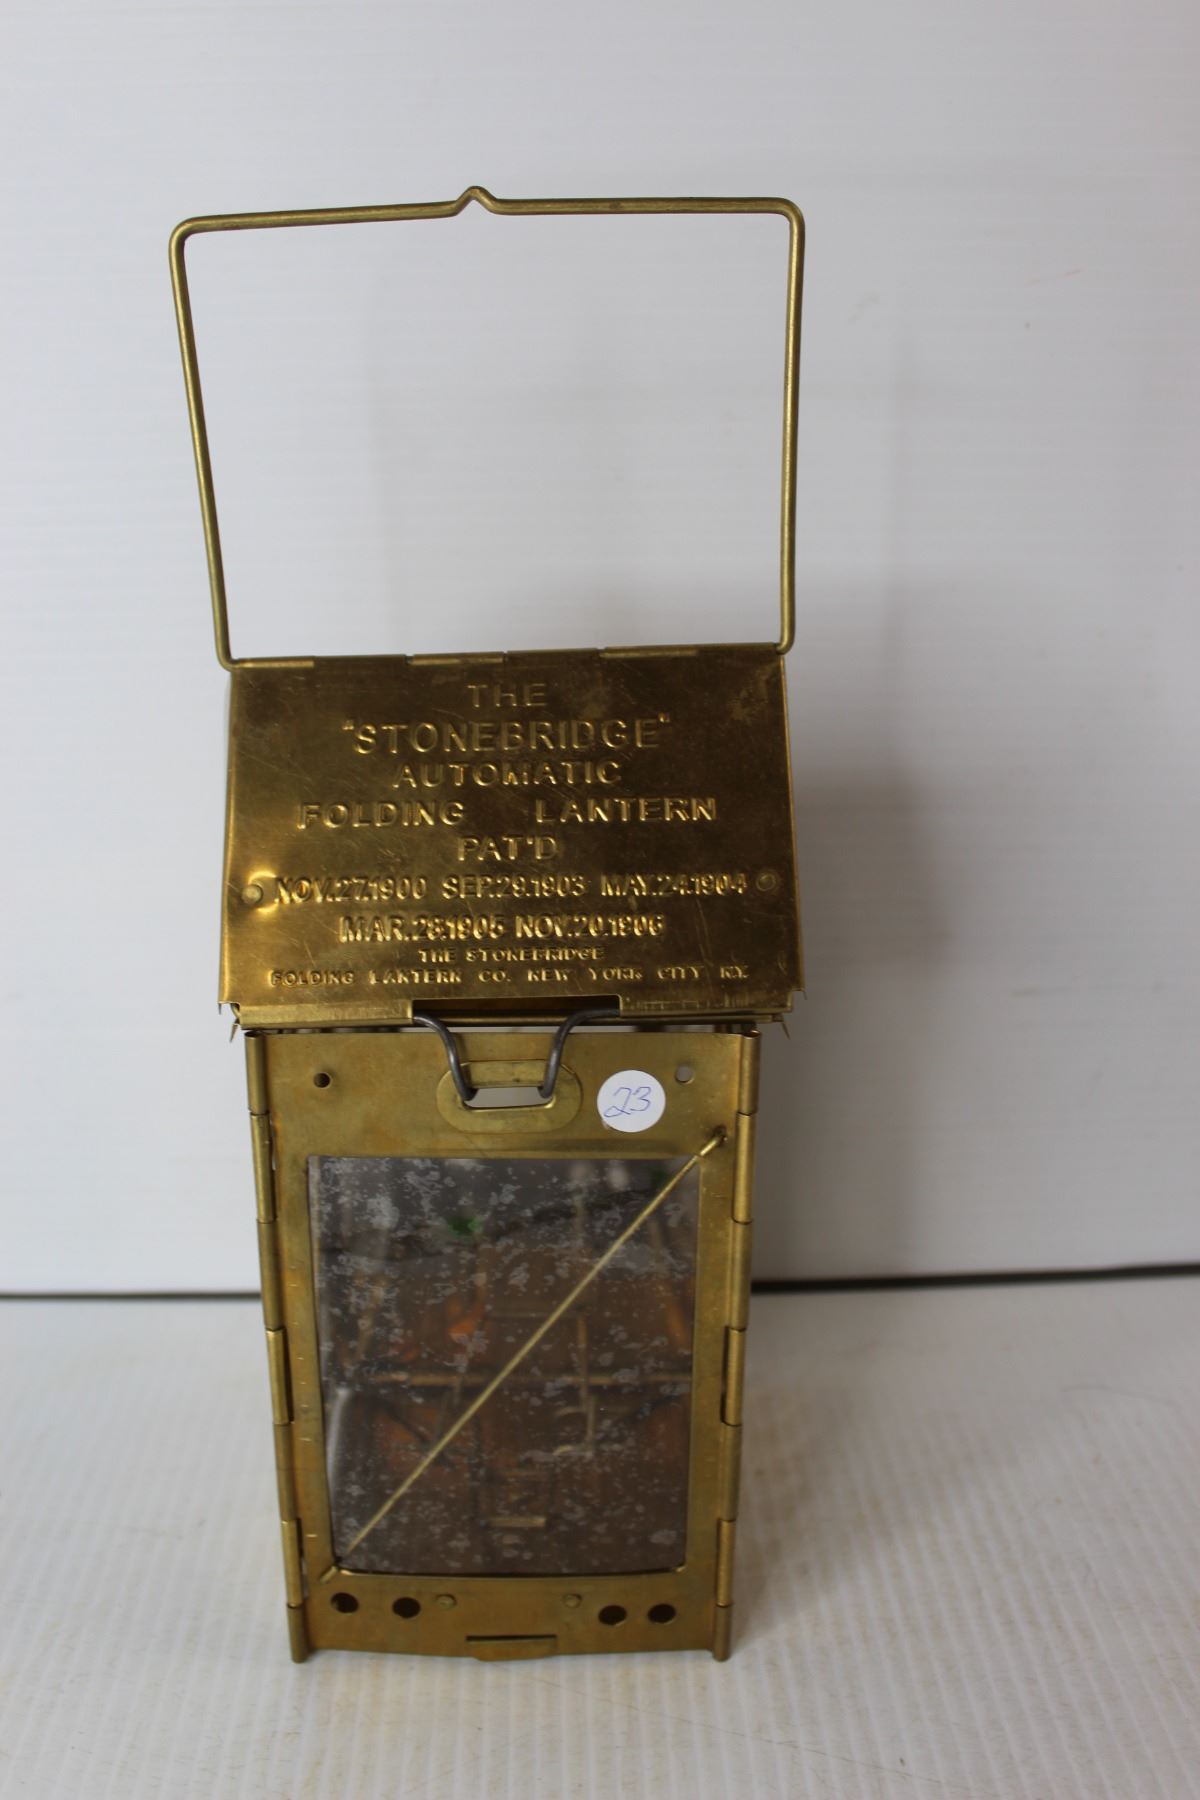 THE
"STONEBRIDGE"
AUTOMATIC
FOLDING LANTERN
PAT'D
NOV.27.1900 SEP.29.1903 MAY.24.1904
MAR.28.1905 NOV.20.1906
THE STONEBRIDGE
FOLDING LANTERN CO. NEW YORK CITY N.Y.
23